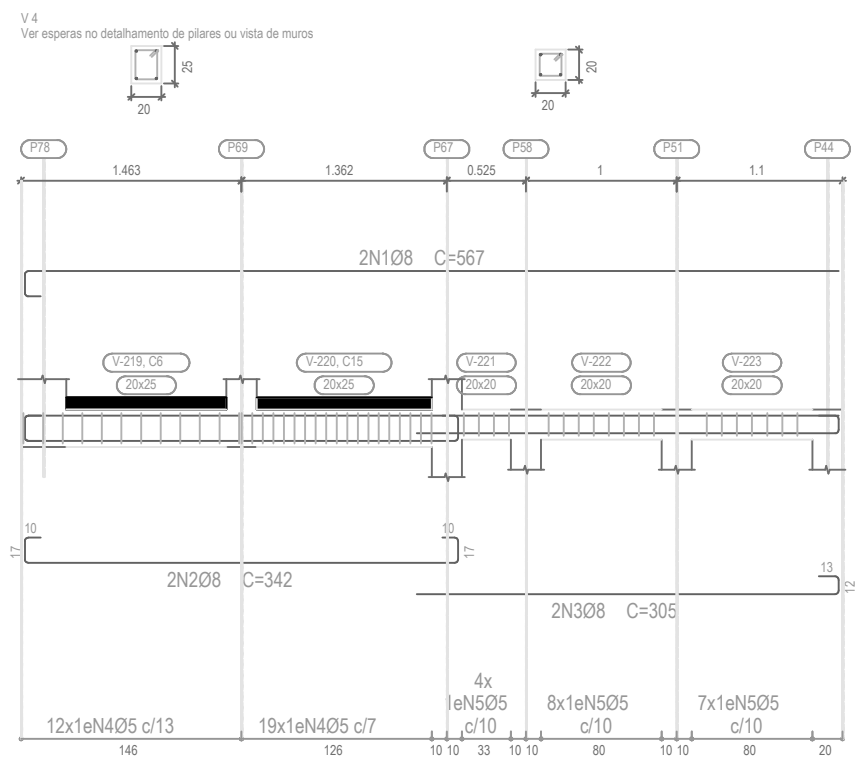 V 4
Ver esperas no detalhamento de pilares ou vista de muros
25
20
20
20
P78 P69 P67 P58 P51 P44
1.463 1.362 0.525 1 1.1
2N1Ø8 C=567
V-219, C6 V-220, C15 V-221 V-222 V-223
20x25 20x25 20x20 20x20 20x20
10 10
17 17
2N2Ø8 C=342
13
12
2N3Ø8 C=305
4x
12x1eN4Ø5 c/13 19x1eN4Ø5 c/7 1eN5Ø5 8x1eN5Ø5 7x1eN5Ø5
c/10 c/10 c/10
146 126 10 10 33 10 10 80 10 10 80 20